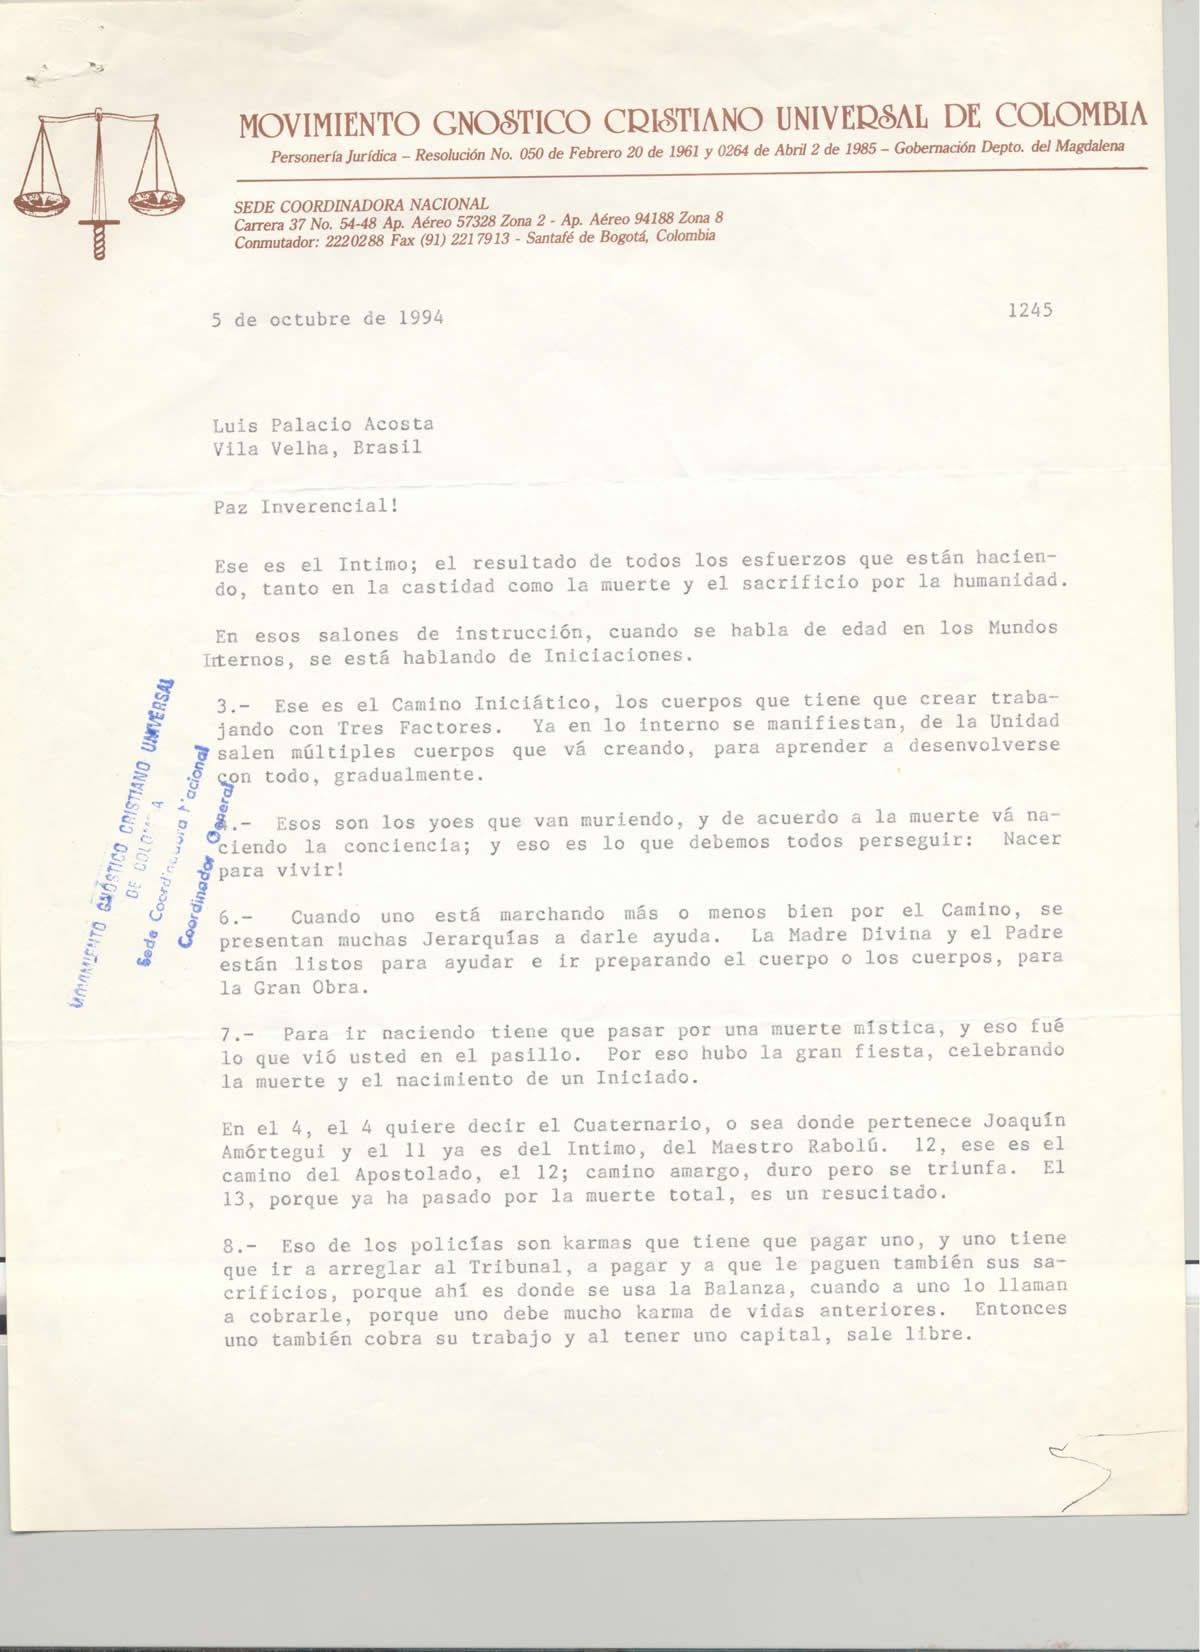 MOVIMIENTO GNOSTICO CRISTIANO UNIVERSAL DE COLOMBIA
Personería Jurídica – Resolución No. 050 de Febrero 20 de 1961 y 0264 de Abril 2 de 1985 – Gobernación Depto. del Magdalena
SEDE COORDINADORA NACIONAL
Carrera 37 No. 54-48 Ap. Aéreo 57328 Zona 2 - Ap. Aéreo 94188 Zona 8
Conmutador: 2220288 Fax (91) 2217913 - Santafé de Bogotá, Colombia
5 de octubre de 1994
1245
Luis Palacio Acosta
Vila Velha, Brasil
Paz Inverencial!
Ese es el Intimo; el resultado de todos los esfuerzos que están hacien-
do, tanto en la castidad como la muerte y el sacrificio por la humanidad.
En esos salones de instrucción, cuando se habla de edad en los Mundos
Internos, se está hablando de Iniciaciones.
3.- Ese es el Camino Iniciático, los cuerpos que tiene que crear traba-
jando con Tres Factores. Ya en lo interno se manifiestan, de la Unidad
salen múltiples cuerpos que vá creando, para aprender a desenvolverse
con todo, gradualmente.
.- Esos son los yoes que van muriendo, y de acuerdo a la muerte vá na-
ciendo la conciencia; y eso es lo que debemos todos perseguir: Nacer
para vivir!
6.- Cuando uno está marchando más o menos bien por el Camino, se
presentan muchas Jerarquías a darle ayuda. La Madre Divina y el Padre
están listos para ayudar e ir preparando el cuerpo o los cuerpos, para
la Gran Obra.
7.- Para ir naciendo tiene que pasar por una muerte mística, y eso fué
lo que vió usted en el pasillo. Por eso hubo la gran fiesta, celebrando
la muerte y el nacimiento de un Iniciado.
En el 4, el 4 quiere decir el Cuaternario, o sea donde pertenece Joaquín
Amórtegui y el 11 ya es del Intimo, del Maestro Rabolú. 12, ese es el
camino del Apostolado, el 12; camino amargo, duro pero se triunfa. El
13, porque ya ha pasado por la muerte total, es un resucitado.
8.- Eso de los policías son karmas que tiene que pagar uno, y uno tiene
que ir a arreglar al Tribunal, a pagar y a que le paguen también sus sa-
crificios, porque ahí es donde se usa la Balanza, cuando a uno lo llaman
a cobrarle, porque uno debe mucho karma de vidas anteriores. Entonces
uno también cobra su trabajo y al tener uno capital, sale libre.
MOVIMIENTO GNÓSTICO CRISTIANO UNIVERSAL
DE COLOMBIA
Sede Coordinadora Nacional
Coordinador General